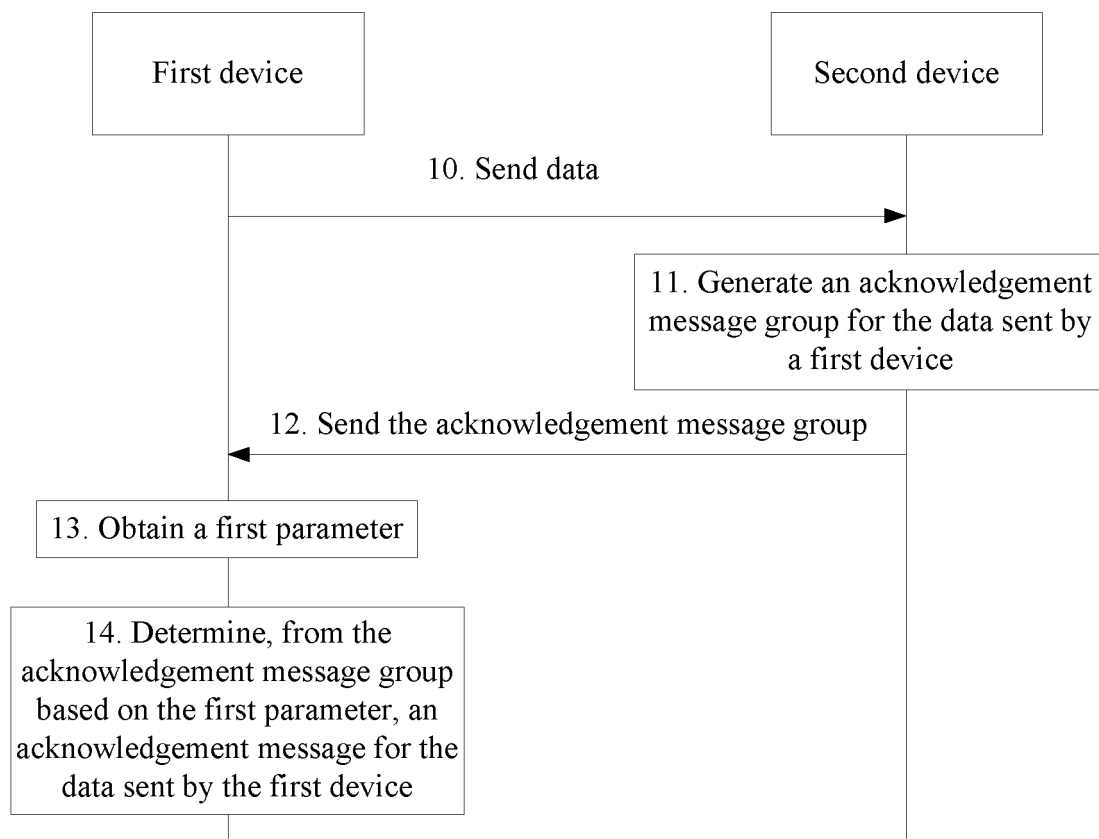 First device
Second device
10. Send data
11. Generate an acknowledgement
message group for the data sent by
a first device
12. Send the acknowledgement message group
13. Obtain a first parameter
14. Determine, from the
acknowledgement message group
based on the first parameter, an
acknowledgement message for the
data sent by the first device